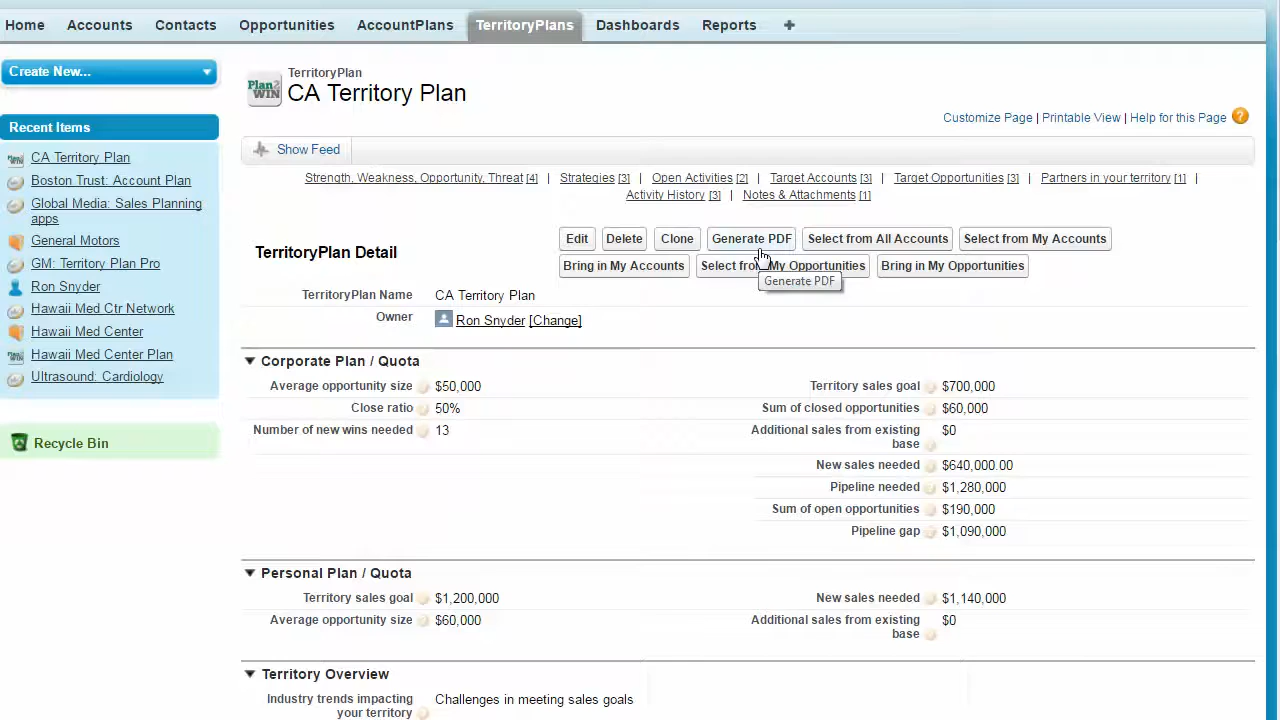 Home Accounts Contacts Opportunities AccountPlans TerritoryPlans Dashboards Reports
Create New...
Recent Items
CA Territory Plan
Boston Trust: Account Plan
Global Media: Sales Planning
apps
General Motors
GM: Territory Plan Pro
Ron Snyder
Hawaii Med Ctr Network
Hawaii Med Center
Hawaii Med Center Plan
Ultrasound: Cardiology
Recycle Bin
Plan2
WIN
TerritoryPlan
CA Territory Plan
Customize Page | Printable View | Help for this Page ?
Show Feed
Strength, Weakness, Opportunity, Threat [4] | Strategies [3] | Open Activities [2] | Target Accounts [3] | Target Opportunities [3] | Partners in your territory [1] |
Activity History [3] | Notes & Attachments [1]
TerritoryPlan Detail
Edit Delete Clone Generate PDF Select from All Accounts Select from My Accounts
Bring in My Accounts Select from My Opportunities Bring in My Opportunities
Generate PDF
TerritoryPlan Name CA Territory Plan
Owner Ron Snyder [Change]
Corporate Plan / Quota
Average opportunity size $50,000
Close ratio 50%
Number of new wins needed 13
Territory sales goal $700,000
Sum of closed opportunities $60,000
Additional sales from existing $0
base
New sales needed $640,000.00
Pipeline needed $1,280,000
Sum of open opportunities $190,000
Pipeline gap $1,090,000
Personal Plan / Quota
Territory sales goal $1,200,000
Average opportunity size $60,000
New sales needed $1,140,000
Additional sales from existing $0
base
Territory Overview
Industry trends impacting Challenges in meeting sales goals
your territory